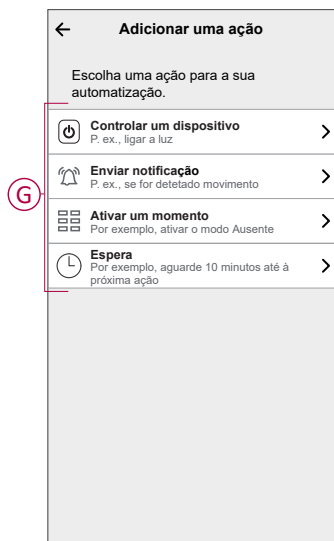 Adicionar uma ação
Escolha uma ação para a sua
automatização.
Controlar um dispositivo
P. ex., ligar a luz
Enviar notificação
P. ex., se for detetado movimento
G
Ativar um momento
Por exemplo, ativar o modo Ausente
Espera
Por exemplo, aguarde 10 minutos até à
próxima ação